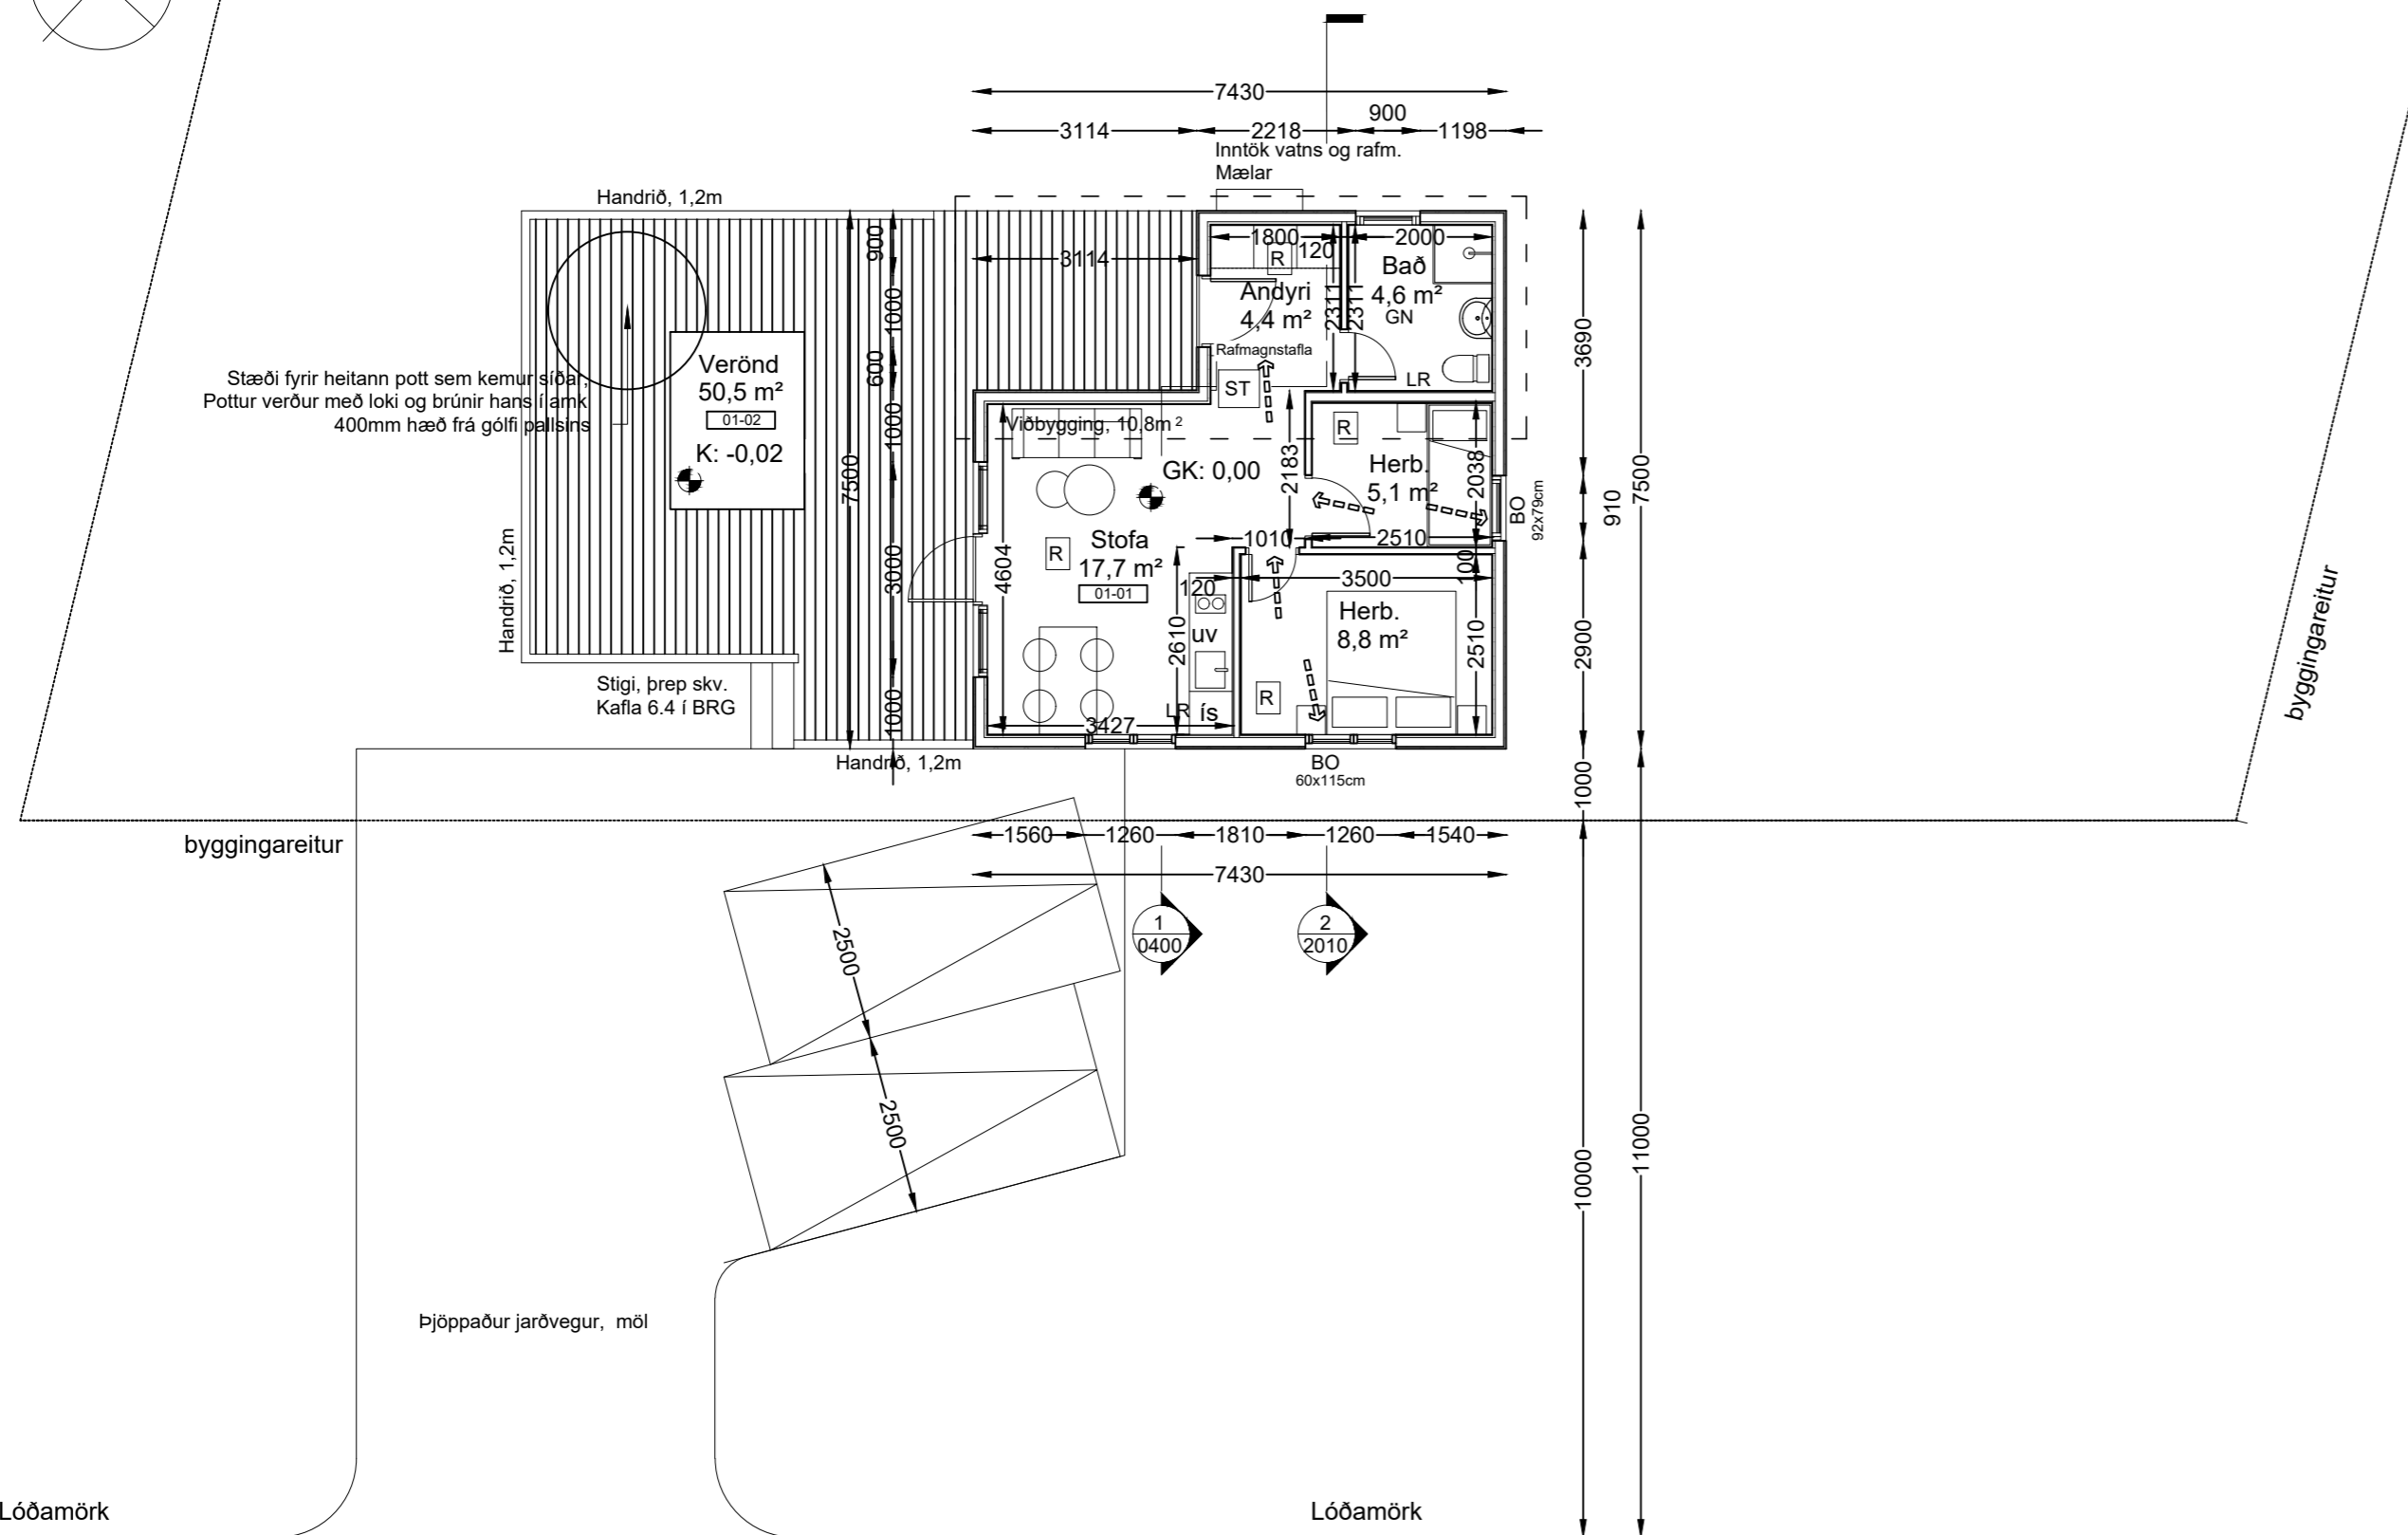 7430
900
3114
2218
1198
Inntök vatns og rafm.
Mælar
Handrið, 1,2m
900
1800
120
2000
3114
R
Bað
4,6 m²
GN
Andyri
4,4 m²
2311
2311
1000
3690
Rafmagnstafla
600
Verönd
50,5 m²
01-02
K: -0,02
Stæði fyrir heitann pott sem kemur síðar,
Pottur verður með loki og brúnir hans í amk
400mm hæð frá gólfi pallsins
ST
LR
1000
Viðbygging, 10,8m²
R
7500
GK: 0,00
2183
Herb.
5,1 m²
2038
BO
92x79cm
910
7500
Handrið, 1,2m
3000
4604
R
Stofa
17,7 m²
01-01
1010
2510
100
120
3500
uv
2610
Herb.
8,8 m²
2510
2900
byggingareitur
Stigi, þrep skv.
Kafla 6.4 í BRG
1000
R
LR
ís
3427
Handrið, 1,2m
BO
60x115cm
1000
byggingareitur
1560
1260
1810
1260
1540
7430
1
0400
2
2010
2500
2500
10000
11000
Þjöppaður jarðvegur, möl
Lóðamörk
Lóðamörk